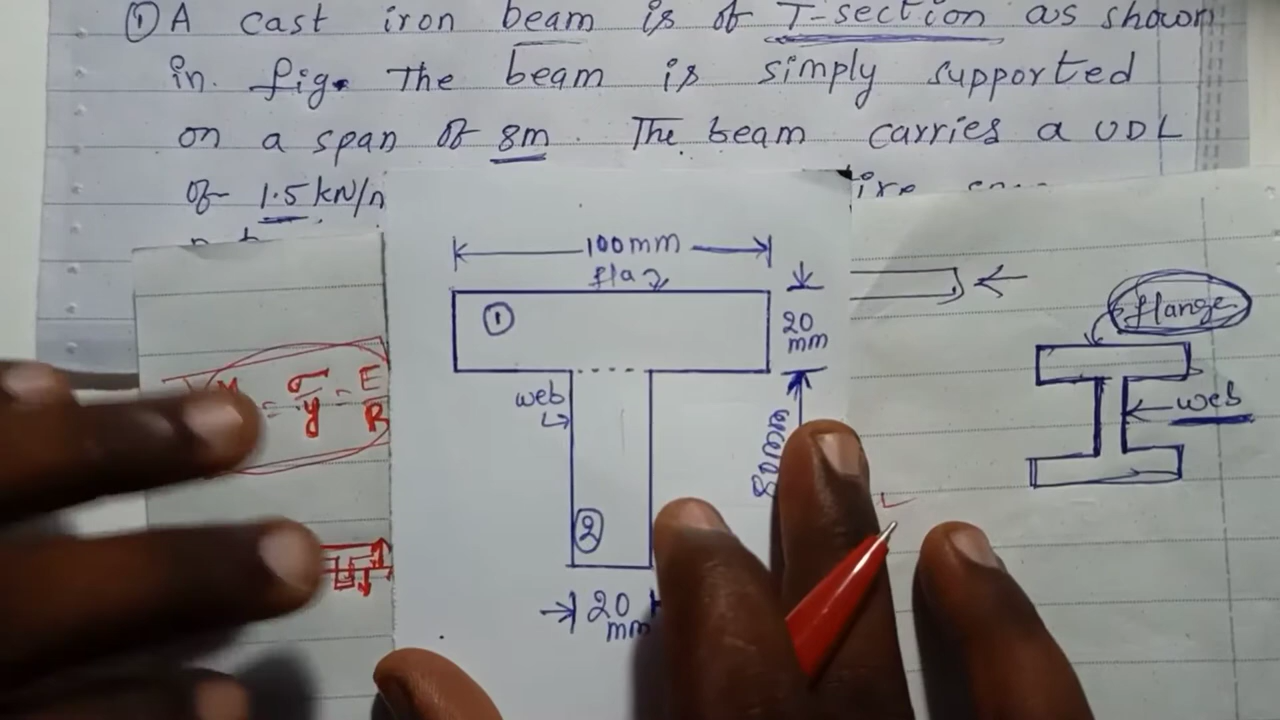 ① A cast iron beam is of T-section as shown
in. fig. The beam is simply supported
on a span of 8m. The beam carries a UDL
of 1.5 kN/
100mm
①
20
mm
web
②
20
mm
= σ/y = E/R
flange
web